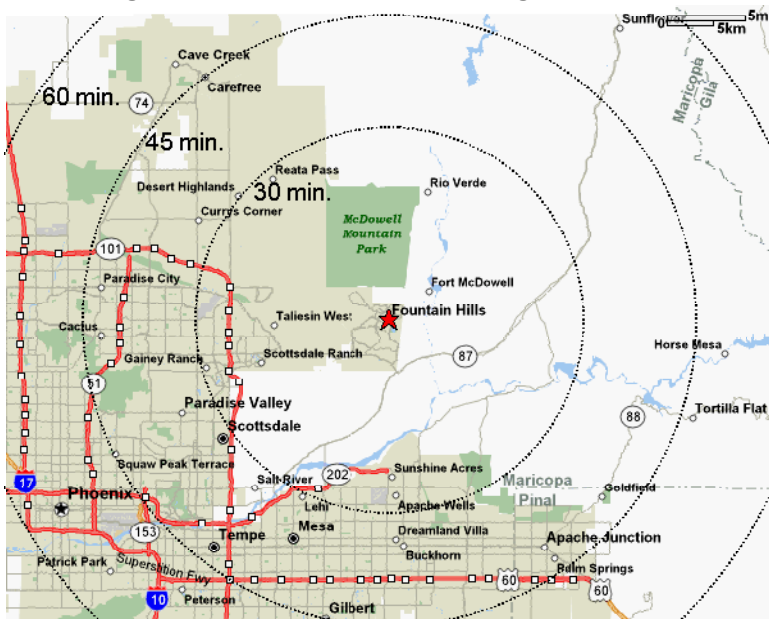 Sunflower
0 5m
5km
Cave Creek
Carefree
Maricopa
Gila
60 min.
74
45 min.
Reata Pass
Desert Highlands
30 min.
Rio Verde
Currys Corner
McDowell
Mountain
Park
101
Paradise City
Fort McDowell
Fountain Hills
Taliesin West
Cactus
Horse Mesa
Gainey Ranch
Scottsdale Ranch
87
51
Paradise Valley
88
Tortilla Flat
Scottsdale
Squaw Peak Terrace
202
Sunshine Acres
Maricopa
Pinal
17
Salt River
Goldfield
Phoenix
Lehi
Apache Wells
153
Mesa
Dreamland Villa
Tempe
Apache Junction
Buckhorn
Patrick Park
Superstition Fwy
Palm Springs
60
60
10
Peterson
Gilbert